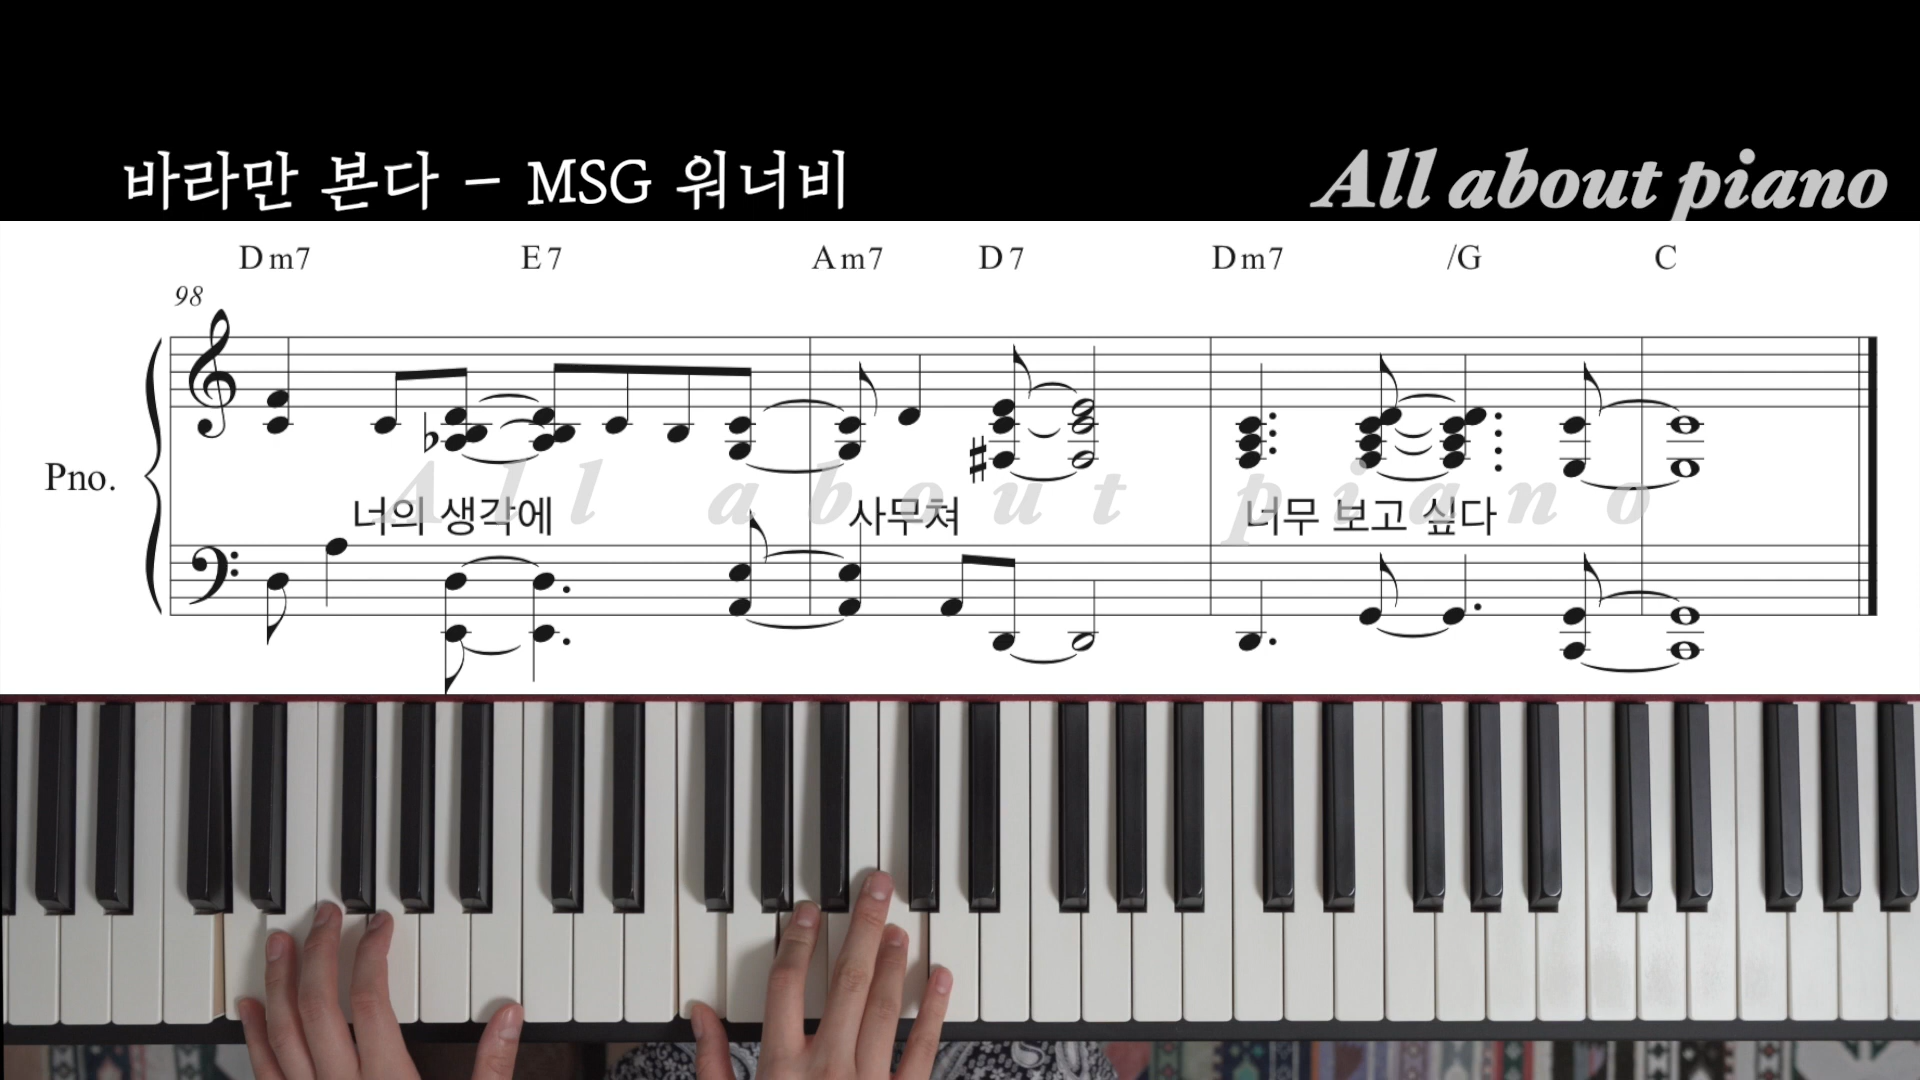 바라만 본다 - MSG 워너비
All about piano
Dm7 E7 Am7 D7 Dm7 /G C
98
Pno.
All about piano
너의 생각에 사무쳐 너무 보고 싶다